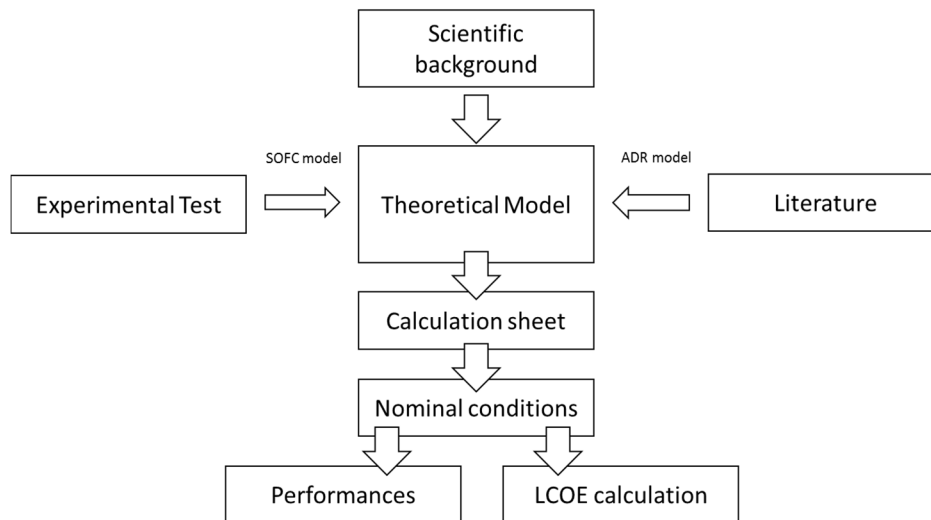 Scientific
background
SOFC model
ADR model
Experimental Test
Theoretical Model
Literature
Calculation sheet
Nominal conditions
Performances
LCOE calculation